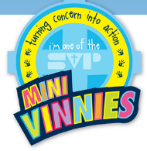 turning concern into action
i'm one of the
SVP
MINI
VINNIES